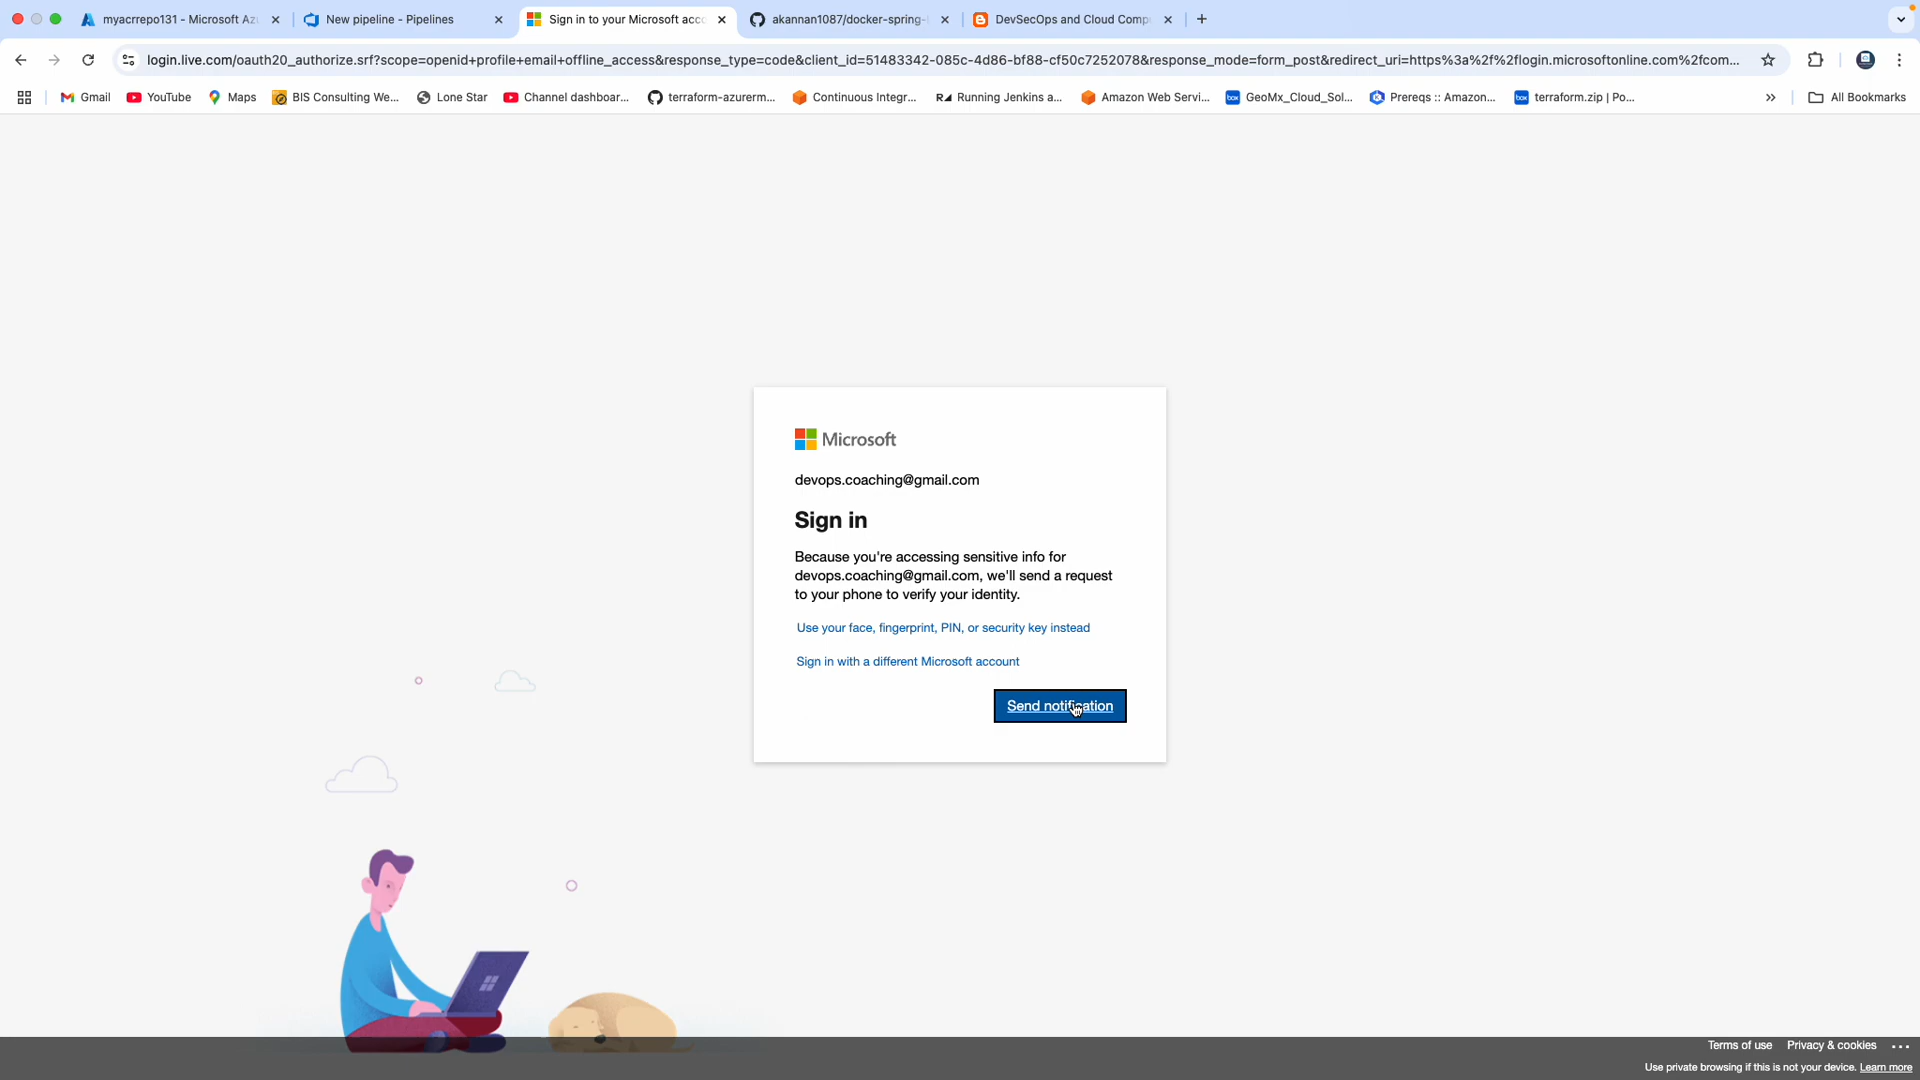 myacrrepo131 - Microsoft Az
New pipeline - Pipelines
Sign in to your Microsoft acc
akannan1087/docker-spring-
DevSecOps and Cloud Comp
login.live.com/oauth20_authorize.srf?scope=openid+profile+email+offline_access&response_type=code&client_id=51483342-085c-4d86-bf88-cf50c7252078&response_mode=form_post&redirect_uri=https%3a%2f%2flogin.microsoftonline.com%2fcom...
Gmail
YouTube
Maps
BIS Consulting We...
Lone Star
Channel dashboar...
terraform-azurerm...
Continuous Integr...
Running Jenkins a...
Amazon Web Servi...
GeoMx_Cloud_Sol...
Prereqs :: Amazon...
terraform.zip | Po...
All Bookmarks
Microsoft
devops.coaching@gmail.com
Sign in
Because you're accessing sensitive info for
devops.coaching@gmail.com, we'll send a request
to your phone to verify your identity.
Use your face, fingerprint, PIN, or security key instead
Sign in with a different Microsoft account
Send notification
Terms of use
Privacy & cookies
...
Use private browsing if this is not your device. Learn more